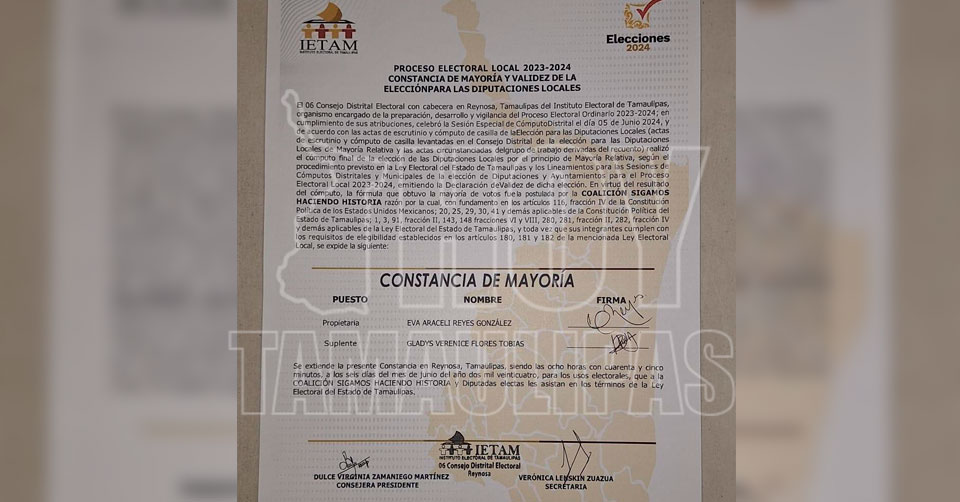 IETAM
INSTITUTO ELECTORAL DE TAMAULIPAS
Elecciones
2024
PROCESO ELECTORAL LOCAL 2023-2024
CONSTANCIA DE MAYORÍA Y VALIDEZ DE LA
ELECCIÓNPARA LAS DIPUTACIONES LOCALES
El 06 Consejo Distrital Electoral con cabecera en Reynosa, Tamaulipas del Instituto Electoral de Tamaulipas,
organismo encargado de la preparación, desarrollo y vigilancia del Proceso Electoral Ordinario 2023-2024; en
cumplimiento de sus atribuciones, celebró la Sesión Especial de CómputoDistrital el día 05 de Junio 2024, y
de acuerdo con las actas de escrutinio y cómputo de casilla de laElección para las Diputaciones Locales (actas
de escrutinio y cómputo de casilla levantadas en el Consejo Distrital de la elección para las Diputaciones
Locales de Mayoría Relativa y las actas circunstanciadas delgrupo de trabajo derivadas del recuento) realizó
el cómputo final de la elección de las Diputaciones Locales por el principio de Mayoría Relativa, según el
procedimiento previsto en la Ley Electoral del Estado de Tamaulipas y los Lineamientos para las Sesiones de
Cómputos Distritales y Municipales de la elección de Diputaciones y Ayuntamientos para el Proceso
Electoral Local 2023-2024, emitiendo la Declaración deValidez de dicha elección. En virtud del resultado
del cómputo, la fórmula que obtuvo la mayoría de votos fue la postulada por la COALICIÓN SIGAMOS
HACIENDO HISTORIA razón por la cual, con fundamento en los artículos 116, fracción IV de la Constitución
Política de los Estados Unidos Mexicanos; 20, 25, 29, 30, 41 y demás aplicables de la Constitución Política del
Estado de Tamaulipas; 1, 3, 91, fracción II, 143, 148 fracciones VI y VIII, 280, 281, fracción II, 282, fracción IV
y demás aplicables de la Ley Electoral del Estado de Tamaulipas, y toda vez que sus integrantes cumplen con
los requisitos de elegibilidad establecidos en los artículos 180, 181 y 182 de la mencionada Ley Electoral
Local, se expide la siguiente:
CONSTANCIA DE MAYORÍA
PUESTO NOMBRE FIRMA
Propietaria EVA ARACELI REYES GONZÁLEZ
Suplente GLADYS VERENICE FLORES TOBIAS
HOY
TAMAULIPAS
Se extiende la presente Constancia en Reynosa, Tamaulipas, siendo las ocho horas con cuarenta y cinco
minutos, a los seis días del mes de junio del año dos mil veinticuatro, para los usos electorales, que a la
COALICIÓN SIGAMOS HACIENDO HISTORIA y Diputadas electas les asistan en los términos de la Ley
Electoral del Estado de Tamaulipas.
IETAM
INSTITUTO ELECTORAL DE TAMAULIPAS
06 Consejo Distrital Electoral
Reynosa
DULCE VIRGINIA ZAMANIEGO MARTÍNEZ
CONSEJERA PRESIDENTE
VERÓNICA ZUAZUA
SECRETARIA